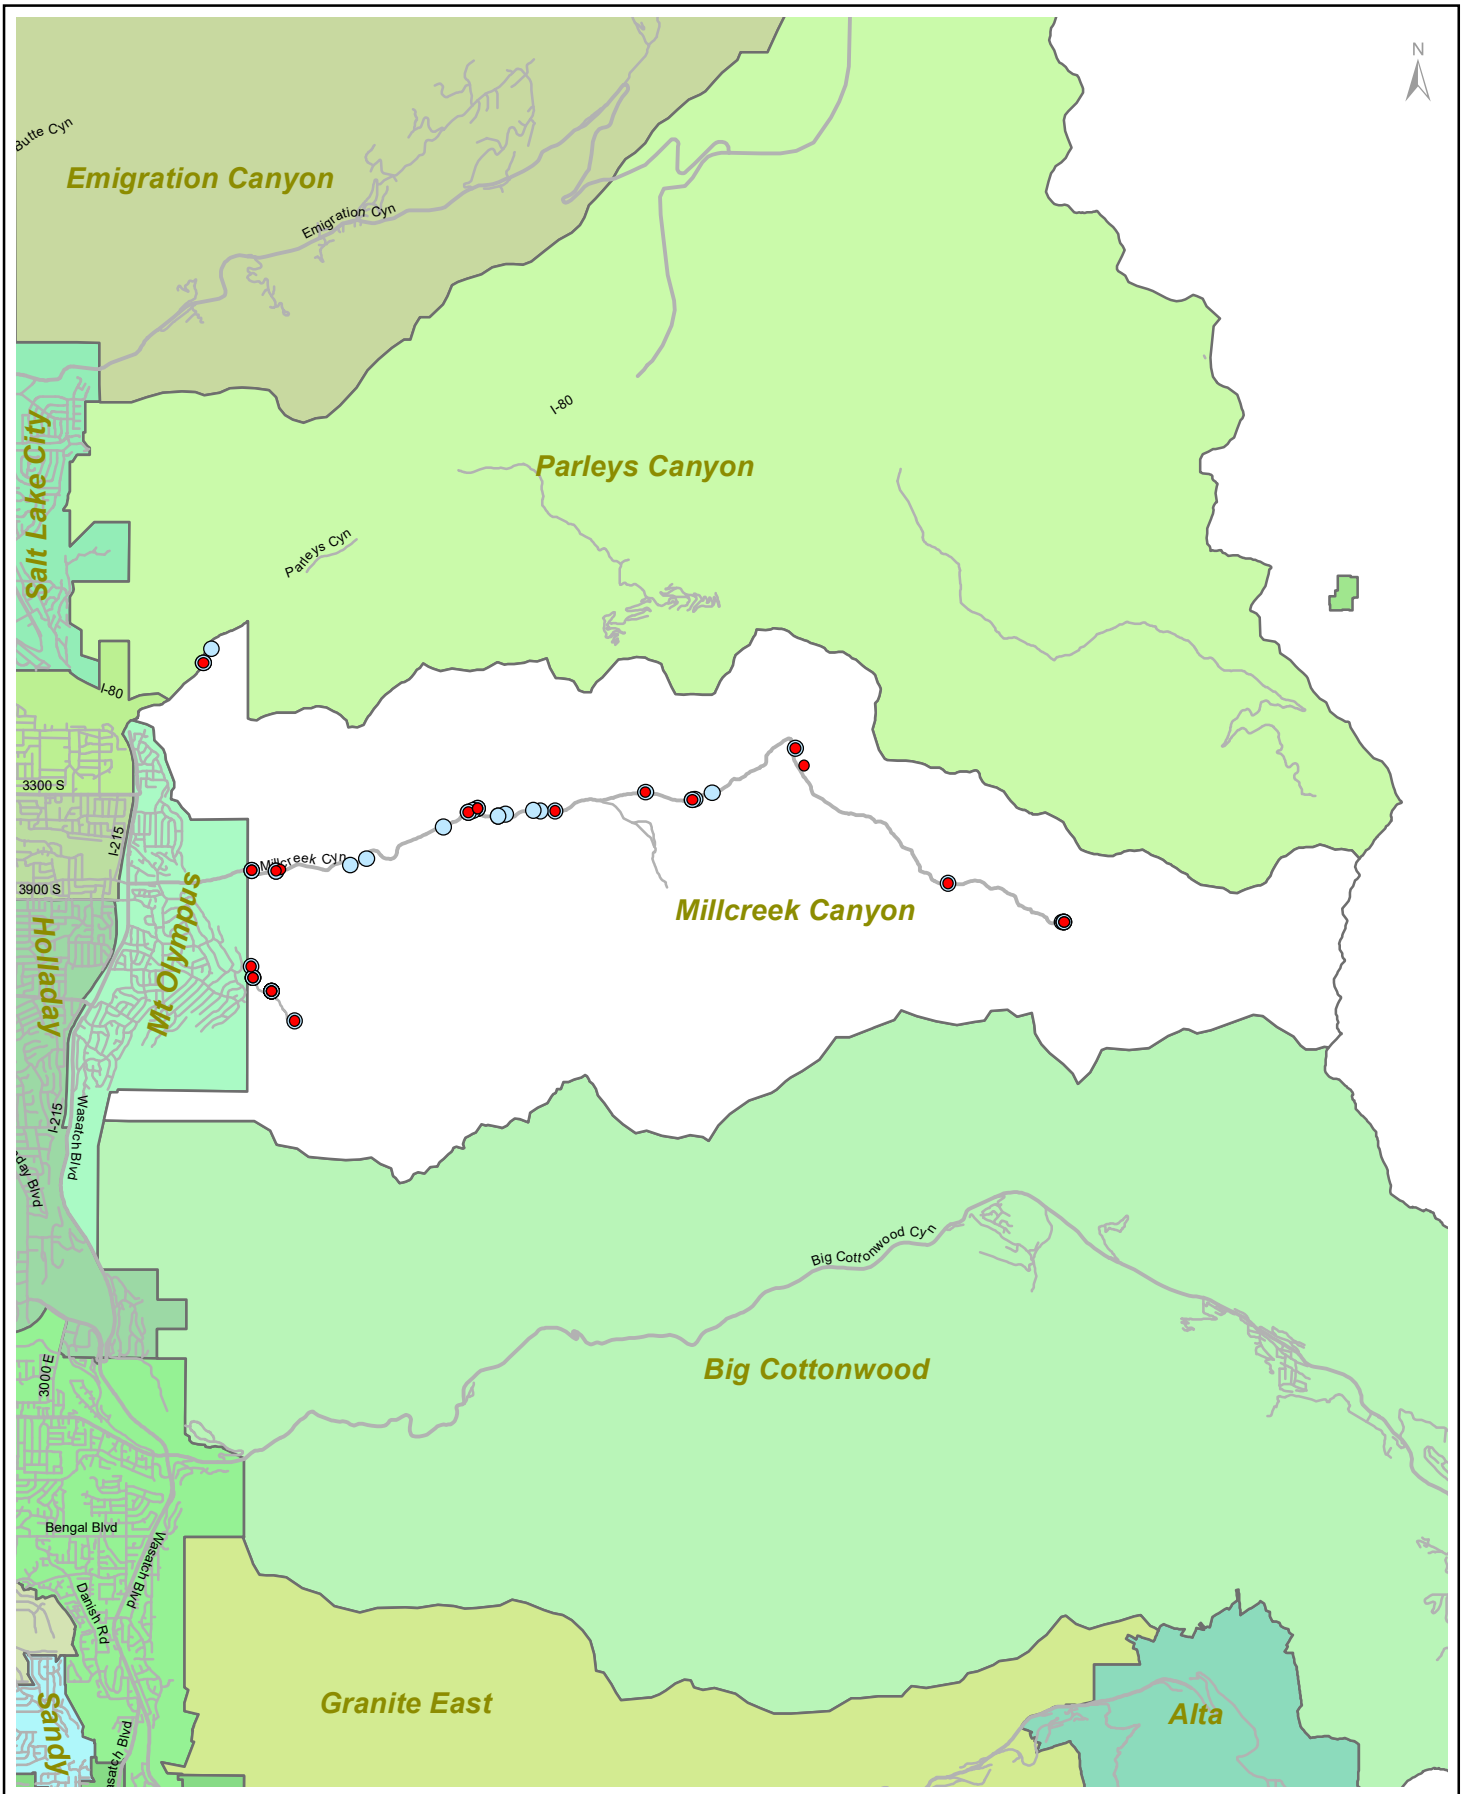 N
Butte Cyn
Emigration Canyon
Emigration Cyn
I-80
Salt Lake City
Parleys Canyon
Parleys Cyn
I-80
3300 S
I-215
Millcreek Cyn
3900 S
Millcreek Canyon
Holladay
Mt Olympus
I-215
Wasatch Blvd
day Blvd
Big Cottonwood Cyn
3000 E
Big Cottonwood
Bengal Blvd
Wasatch Blvd
Danish Rd
Sandy
Granite East
Alta
asatch Blvd